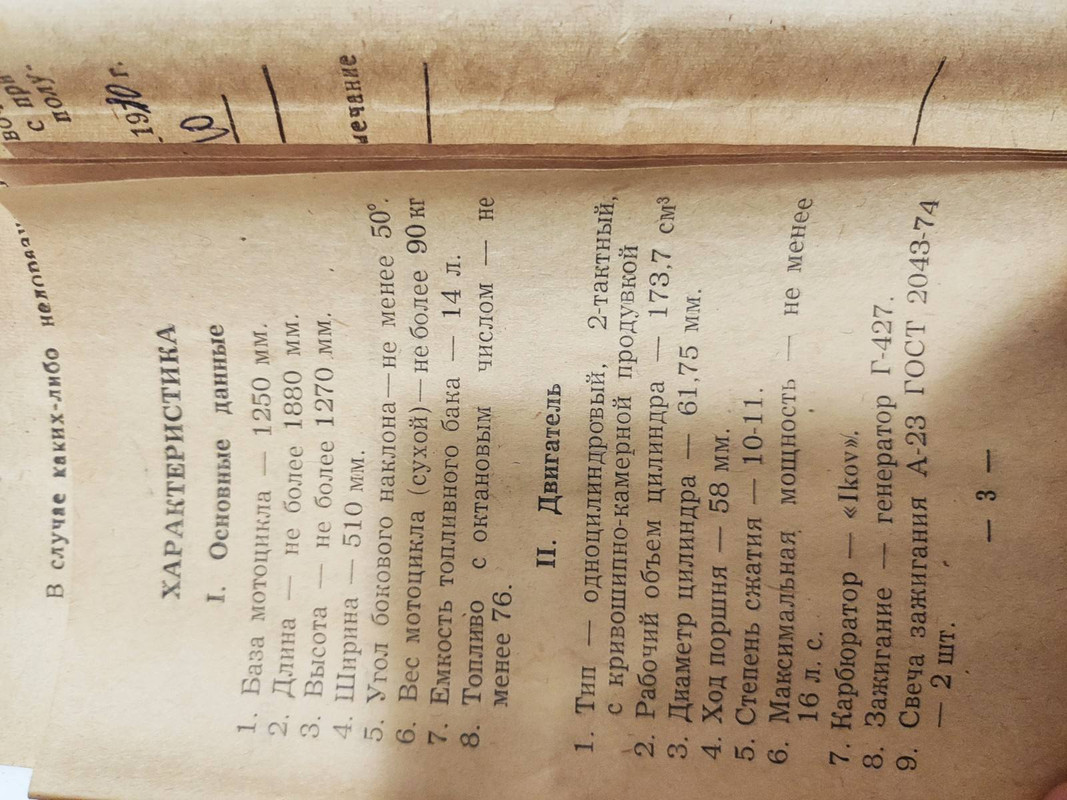 во-
с при
полу-
1970 г.
мечание
В случае каких-либо
ХАРАКТЕРИСТИКА
I. Основные данные
1. База мотоцикла — 1250 мм.
2. Длина — не более 1880 мм.
3. Высота — не более 1270 мм.
4. Ширина — 510 мм.
5. Угол бокового наклона—не менее 50°.
6. Вес мотоцикла (сухой)—не более 90 кг
7. Емкость топливного бака — 14 л.
8. Топливо с октановым числом — не
менее 76.
II. Двигатель
1. Тип — одноцилиндровый, 2-тактный,
с кривошипно-камерной продувкой
2. Рабочий объем цилиндра — 173,7 см³
3. Диаметр цилиндра — 61,75 мм.
4. Ход поршня — 58 мм.
5. Степень сжатия — 10-11.
6. Максимальная мощность — не менее
16 л. с.
7. Карбюратор — «Ikov».
8. Зажигание — генератор Г-427.
9. Свеча зажигания А-23 ГОСТ 2043-74
— 2 шт.
— 3 —